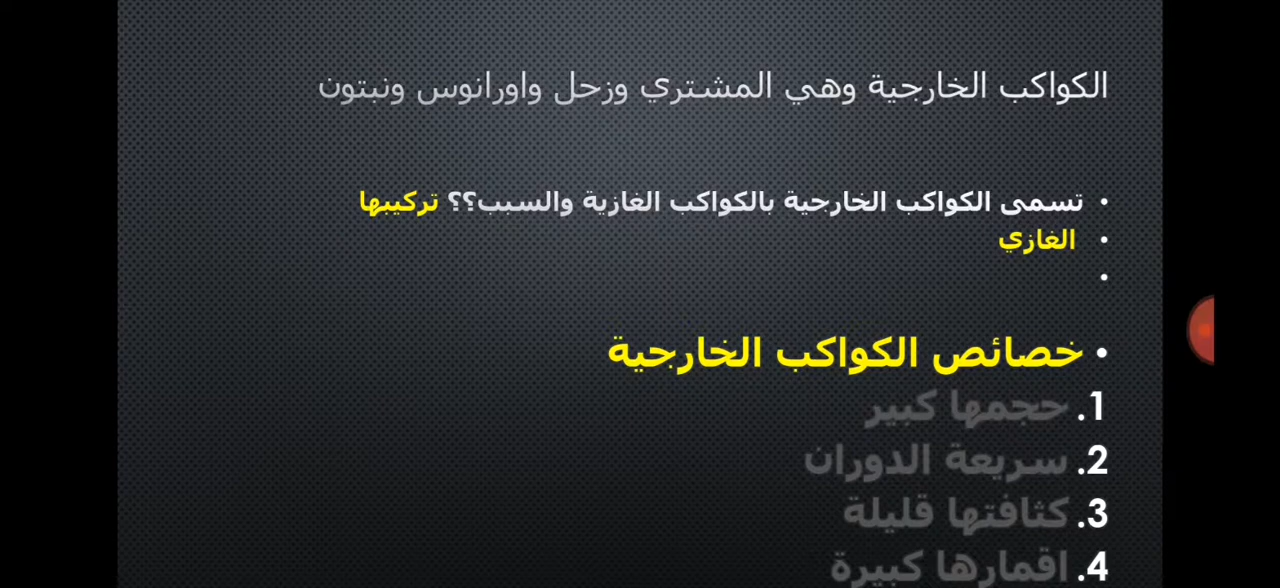 الكواكب الخارجية وهي المشتري وزحل واورانوس ونبتون
• تسمى الكواكب الخارجية بالكواكب الغازية والسبب؟؟ تركيبها
• الغازي
•
• خصائص الكواكب الخارجية
1. حجمها كبير
2. سريعة الدوران
3. كثافتها قليلة
4. اقمارها كبيرة